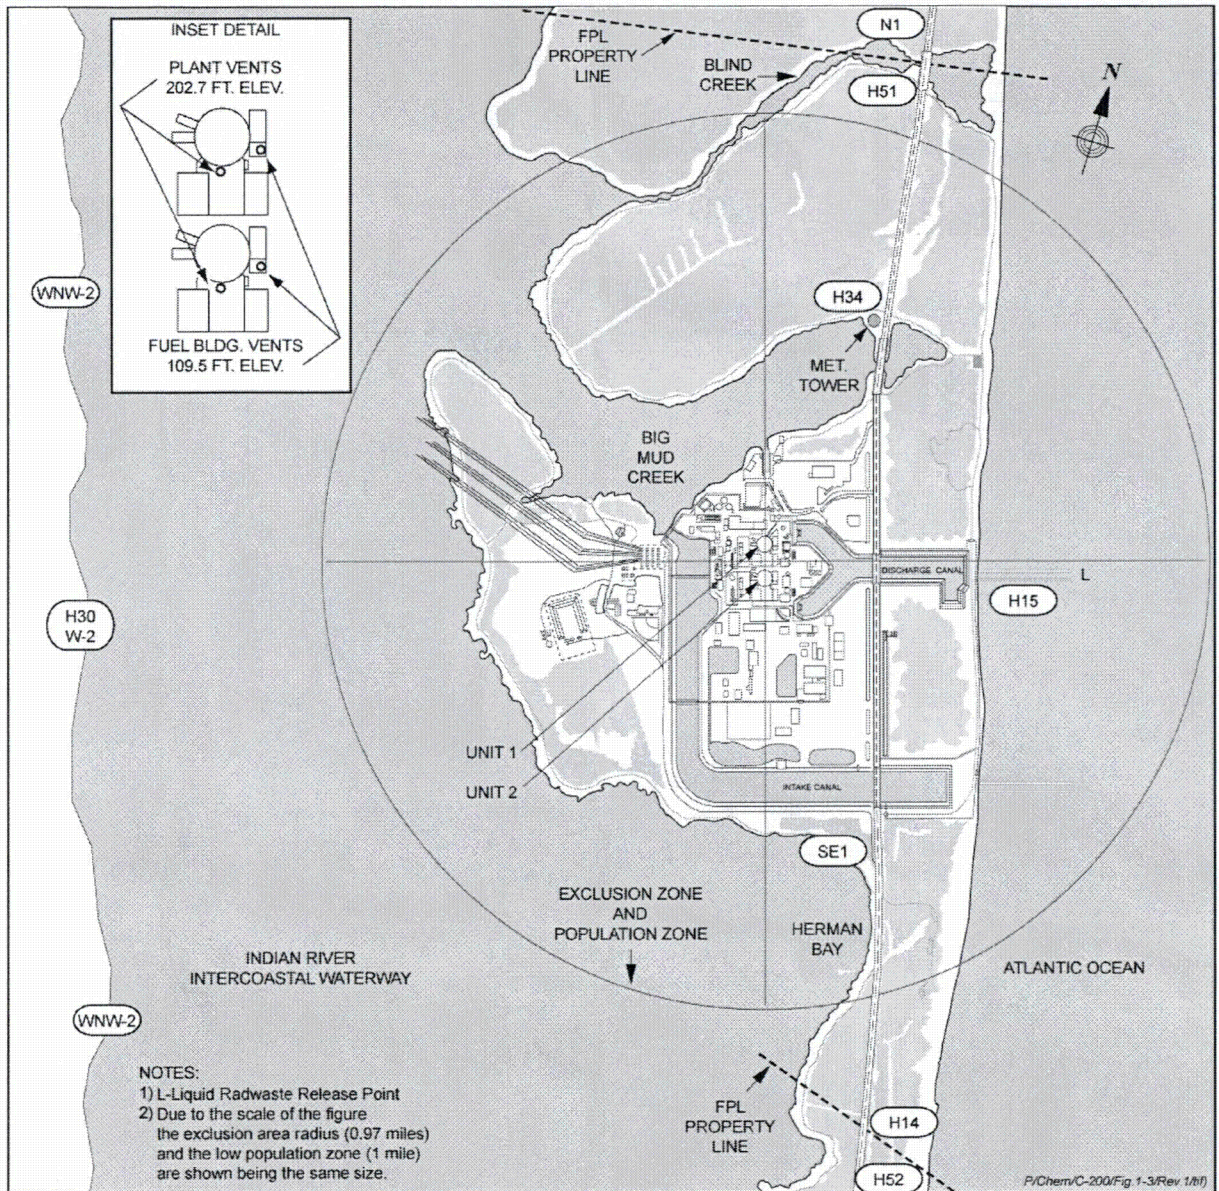 INSET DETAIL
PLANT VENTS
202.7 FT. ELEV.
FUEL BLDG. VENTS
109.5 FT. ELEV.
FPL
PROPERTY
LINE
BLIND
CREEK
N1
H51
N
WNW-2
H34
MET.
TOWER
BIG
MUD
CREEK
DISCHARGE CANAL
L
H15
H30
W-2
UNIT 1
UNIT 2
INTAKE CANAL
SE1
EXCLUSION ZONE
AND
POPULATION ZONE
HERMAN
BAY
INDIAN RIVER
INTERCOASTAL WATERWAY
ATLANTIC OCEAN
WNW-2
NOTES:
1) L-Liquid Radwaste Release Point
2) Due to the scale of the figure
the exclusion area radius (0.97 miles)
and the low population zone (1 mile)
are shown being the same size.
FPL
PROPERTY
LINE
H14
H52
P/Chem/C-200/Fig.1-3/Rev.1/tif)